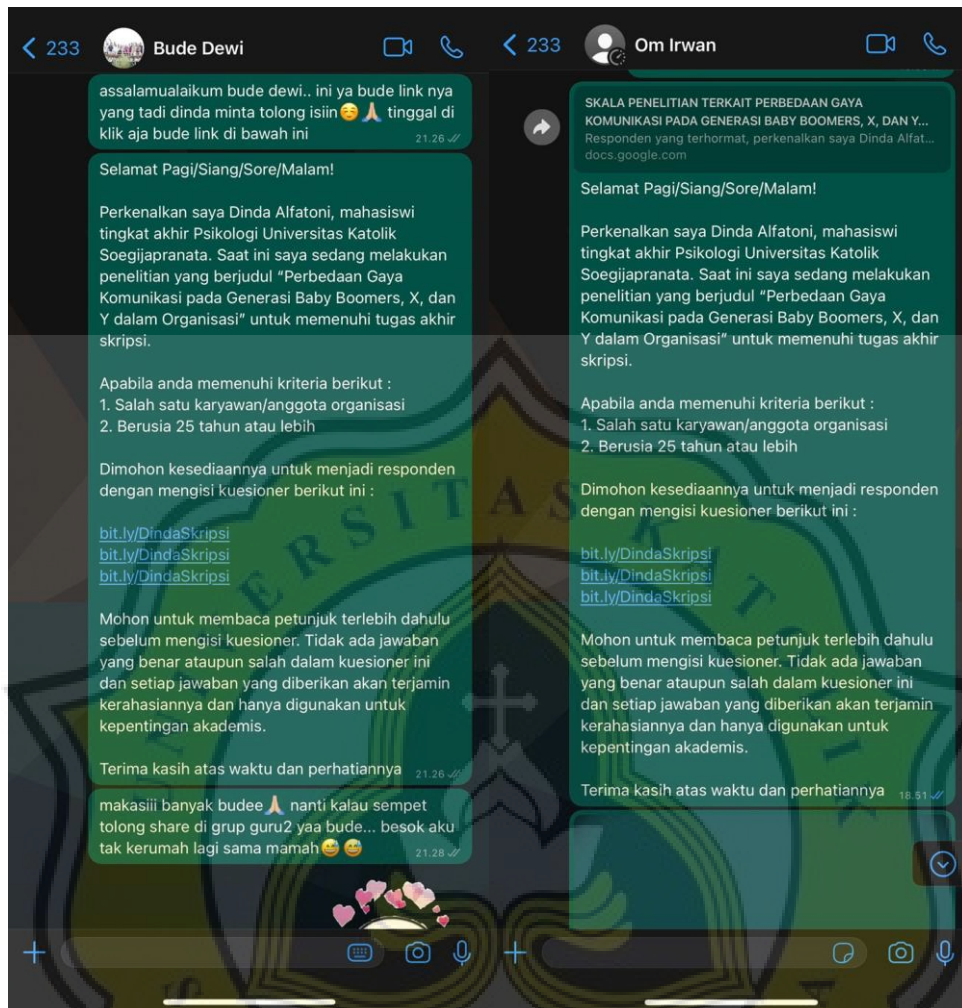 233
Bude Dewi
assalamualaikum bude dewi.. ini ya bude link nya
yang tadi dinda minta tolong isiin😌🙏 tinggal di
klik aja bude link di bawah ini
21.26
Selamat Pagi/Siang/Sore/Malam!
Perkenalkan saya Dinda Alfatoni, mahasiswi
tingkat akhir Psikologi Universitas Katolik
Soegijapranata. Saat ini saya sedang melakukan
penelitian yang berjudul “Perbedaan Gaya
Komunikasi pada Generasi Baby Boomers, X, dan
Y dalam Organisasi” untuk memenuhi tugas akhir
skripsi.
Apabila anda memenuhi kriteria berikut :
1. Salah satu karyawan/anggota organisasi
2. Berusia 25 tahun atau lebih
Dimohon kesediaannya untuk menjadi responden
dengan mengisi kuesioner berikut ini :
bit.ly/DindaSkripsi
bit.ly/DindaSkripsi
bit.ly/DindaSkripsi
Mohon untuk membaca petunjuk terlebih dahulu
sebelum mengisi kuesioner. Tidak ada jawaban
yang benar ataupun salah dalam kuesioner ini
dan setiap jawaban yang diberikan akan terjamin
kerahasiannya dan hanya digunakan untuk
kepentingan akademis.
Terima kasih atas waktu dan perhatiannya
21.26
makasiii banyak budee🙏 nanti kalau sempet
tolong share di grup guru2 yaa bude... besok aku
tak kerumah lagi sama mamah😅😅
21.28
233
Om Irwan
SKALA PENELITIAN TERKAIT PERBEDAAN GAYA
KOMUNIKASI PADA GENERASI BABY BOOMERS, X, DAN Y...
Responden yang terhormat, perkenalkan saya Dinda Alfat...
docs.google.com
Selamat Pagi/Siang/Sore/Malam!
Perkenalkan saya Dinda Alfatoni, mahasiswi
tingkat akhir Psikologi Universitas Katolik
Soegijapranata. Saat ini saya sedang melakukan
penelitian yang berjudul “Perbedaan Gaya
Komunikasi pada Generasi Baby Boomers, X, dan
Y dalam Organisasi” untuk memenuhi tugas akhir
skripsi.
Apabila anda memenuhi kriteria berikut :
1. Salah satu karyawan/anggota organisasi
2. Berusia 25 tahun atau lebih
Dimohon kesediaannya untuk menjadi responden
dengan mengisi kuesioner berikut ini :
bit.ly/DindaSkripsi
bit.ly/DindaSkripsi
bit.ly/DindaSkripsi
Mohon untuk membaca petunjuk terlebih dahulu
sebelum mengisi kuesioner. Tidak ada jawaban
yang benar ataupun salah dalam kuesioner ini
dan setiap jawaban yang diberikan akan terjamin
kerahasiannya dan hanya digunakan untuk
kepentingan akademis.
Terima kasih atas waktu dan perhatiannya
18.51
UNIVERSITAS KATOLIK